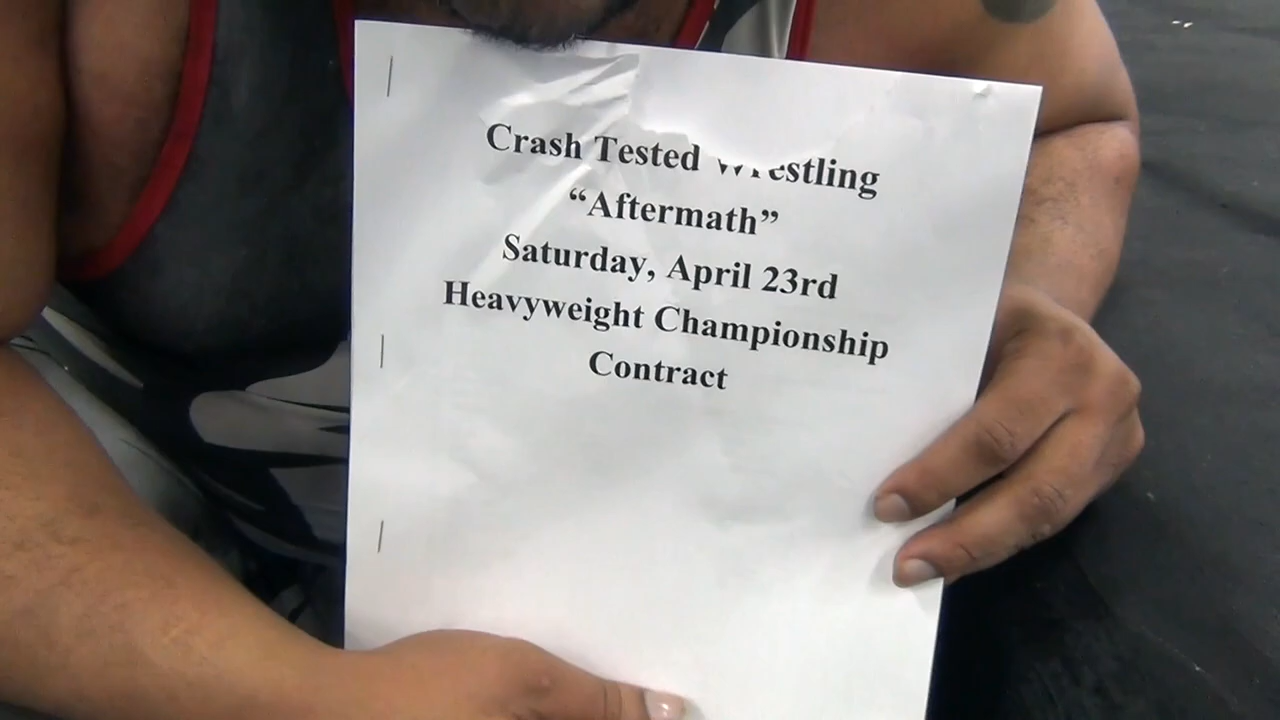 Crash Tested Wrestling
“Aftermath”
Saturday, April 23rd
Heavyweight Championship
Contract